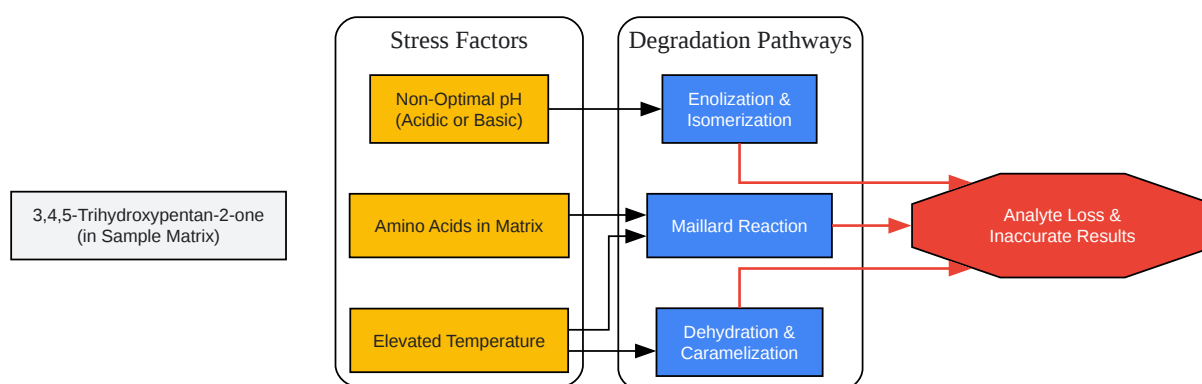 Stress Factors
Degradation Pathways
Non-Optimal pH
(Acidic or Basic)
Enolization &
Isomerization
3,4,5-Trihydroxypentan-2-one
(in Sample Matrix)
Amino Acids in Matrix
Maillard Reaction
Analyte Loss &
Inaccurate Results
Elevated Temperature
Dehydration &
Caramelization